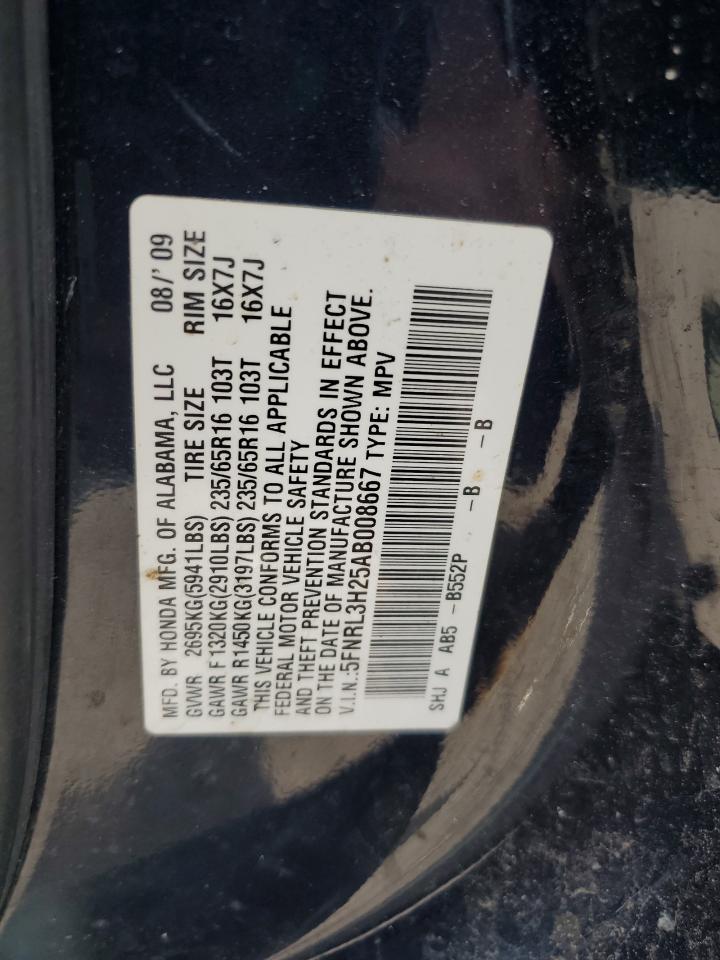 MFD. BY HONDA MFG. OF ALABAMA, LLC 08/' 09
GVWR 2695KG(5941LBS) TIRE SIZE RIM SIZE
GAWR F1320KG(2910LBS) 235/65R16 103T 16X7J
GAWR R1450KG(3197LBS) 235/65R16 103T 16X7J
THIS VEHICLE CONFORMS TO ALL APPLICABLE
FEDERAL MOTOR VEHICLE SAFETY
AND THEFT PREVENTION STANDARDS IN EFFECT
ON THE DATE OF MANUFACTURE SHOWN ABOVE.
V.I.N.:5FNRL3H25AB008667 TYPE: MPV
SHJ A AB5 -B552P -B -B